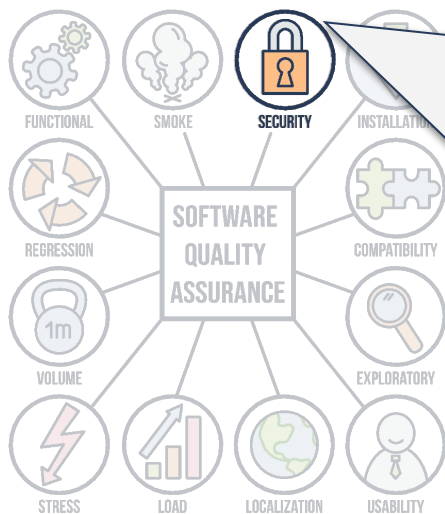 FUNCTIONAL
SMOKE
SECURITY
INSTALLATION
SOFTWARE
QUALITY
ASSURANCE
REGRESSION
COMPATIBILITY
1m
VOLUME
EXPLORATORY
STRESS
LOAD
LOCALIZATION
USABILITY